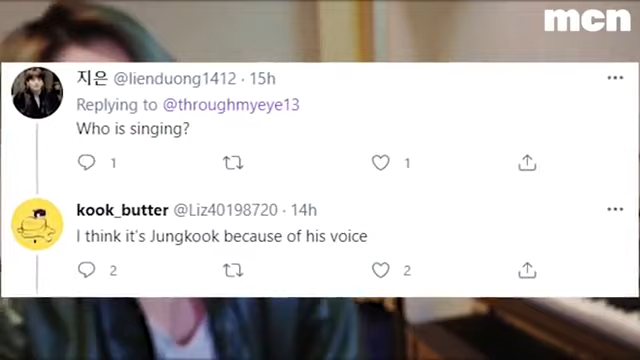 mcn
지은 @lienduong1412 · 15h
Replying to @throughmyeye13
Who is singing?
1
1
kook_butter @Liz40198720 · 14h
I think it's Jungkook because of his voice
2
2